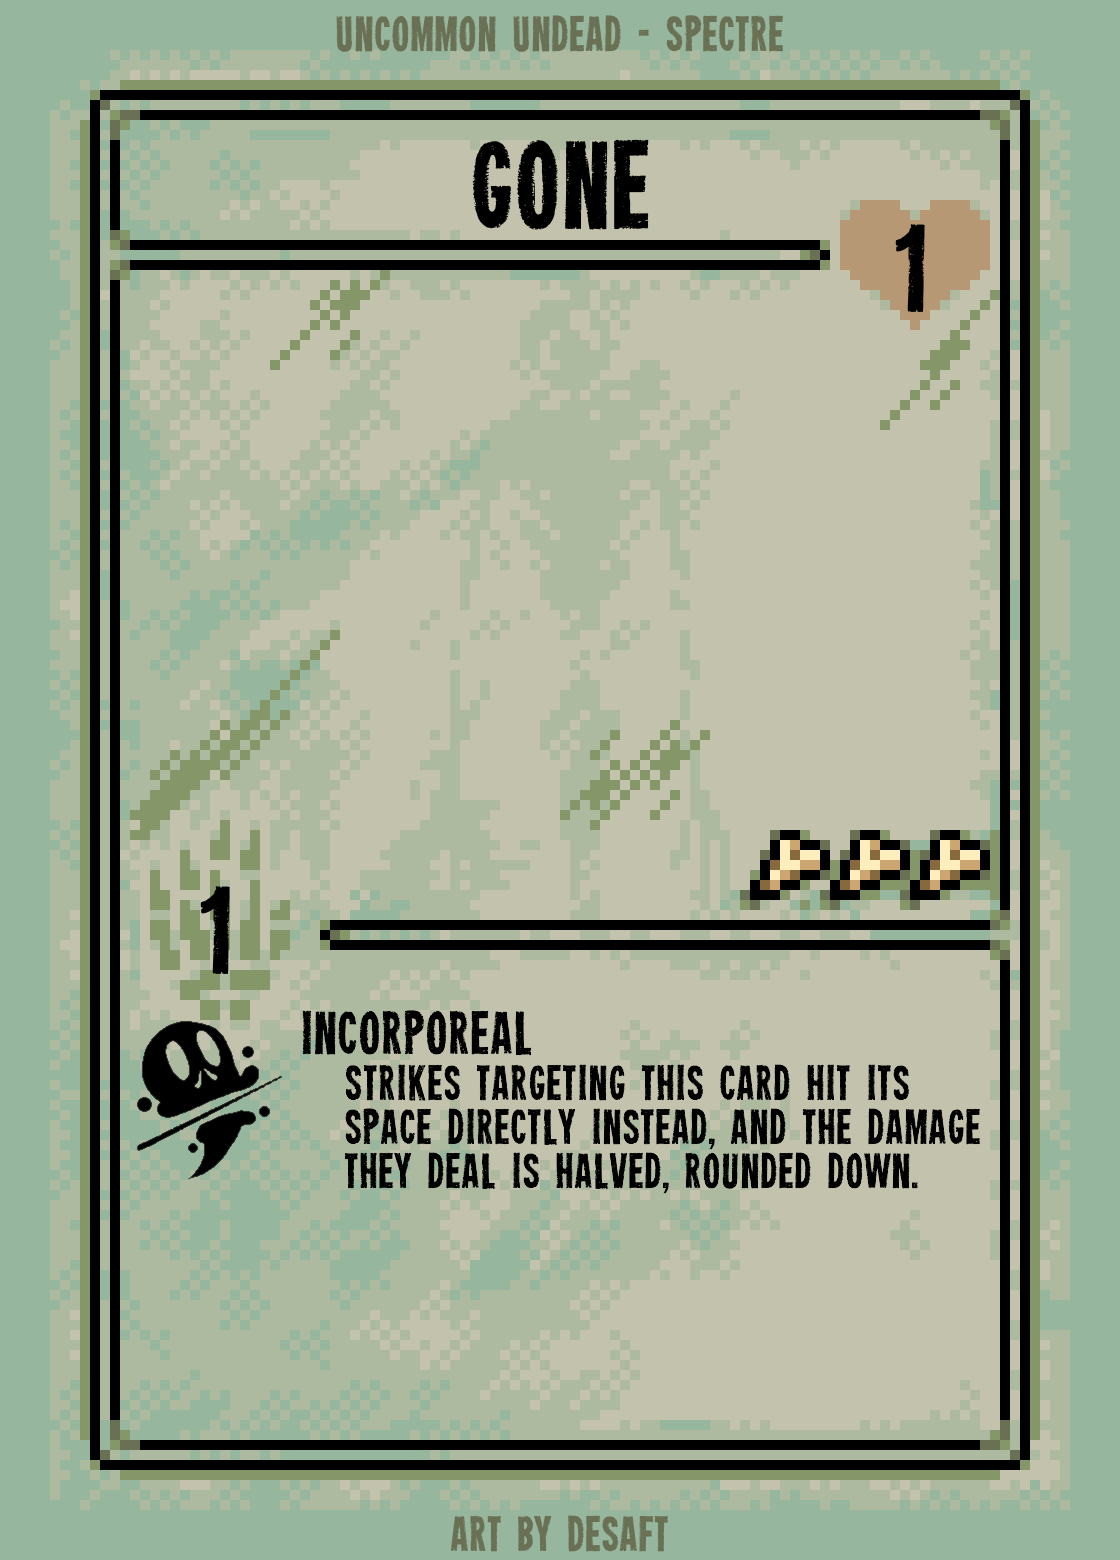 UNCOMMON UNDEAD - SPECTRE
GONE
1
1
INCORPOREAL
STRIKES TARGETING THIS CARD HIT ITS
SPACE DIRECTLY INSTEAD, AND THE DAMAGE
THEY DEAL IS HALVED, ROUNDED DOWN.
ART BY DESAFT